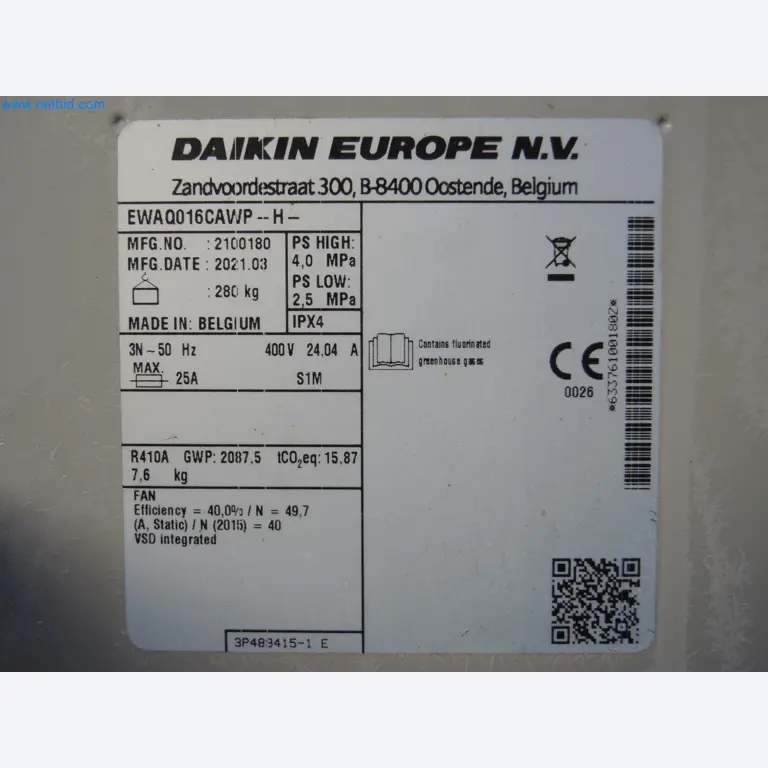 www.netbid.com
DAIKIN EUROPE N.V.
Zandvoordestraat 300, B-8400 Oostende, Belgium
EWAQ016CAWP -- H --
MFG.NO. : 2100180
MFG.DATE : 2021.03
: 280 kg
MADE IN: BELGIUM
PS HIGH:
4,0 MPa
PS LOW:
2,5 MPa
IPX4
3N ~ 50 Hz 400 V 24,04 A
MAX. 25A S1M
R410A GWP: 2087.5 tCO2eq: 15.87
7,6 kg
FAN
Efficiency = 40,0% / N = 49,7
(A, Static) / N (2015) = 40
VSD integrated
3P489415-1 E
Contains fluorinated
greenhouse gases
CE
0026
*633761001802*